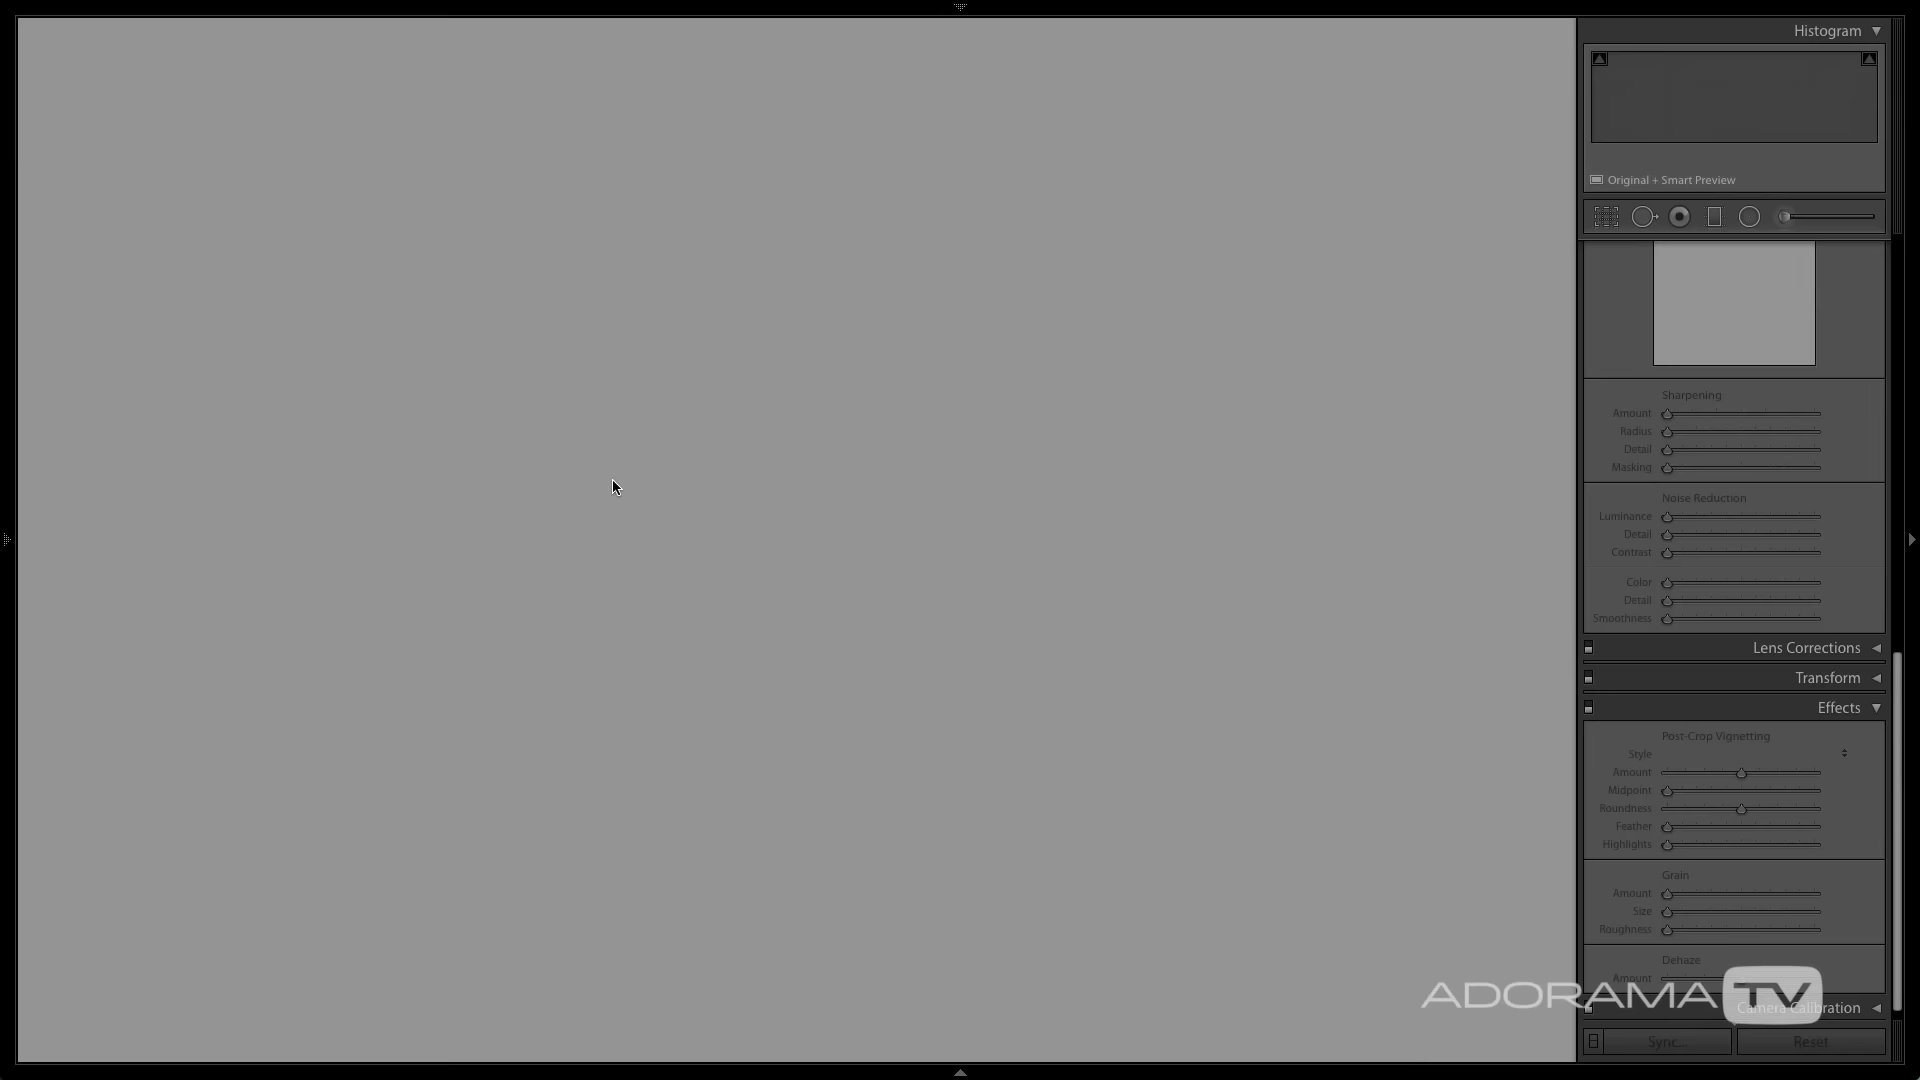 Histogram
Original + Smart Preview
Sharpening
Amount
Radius
Detail
Masking
Noise Reduction
Luminance
Detail
Contrast
Color
Detail
Smoothness
Lens Corrections
Transform
Effects
Post-Crop Vignetting
Style
Amount
Midpoint
Roundness
Feather
Highlights
Grain
Amount
Size
Roughness
Dehaze
Amount
ADORAMA TV
Camera Calibration
Sync...
Reset